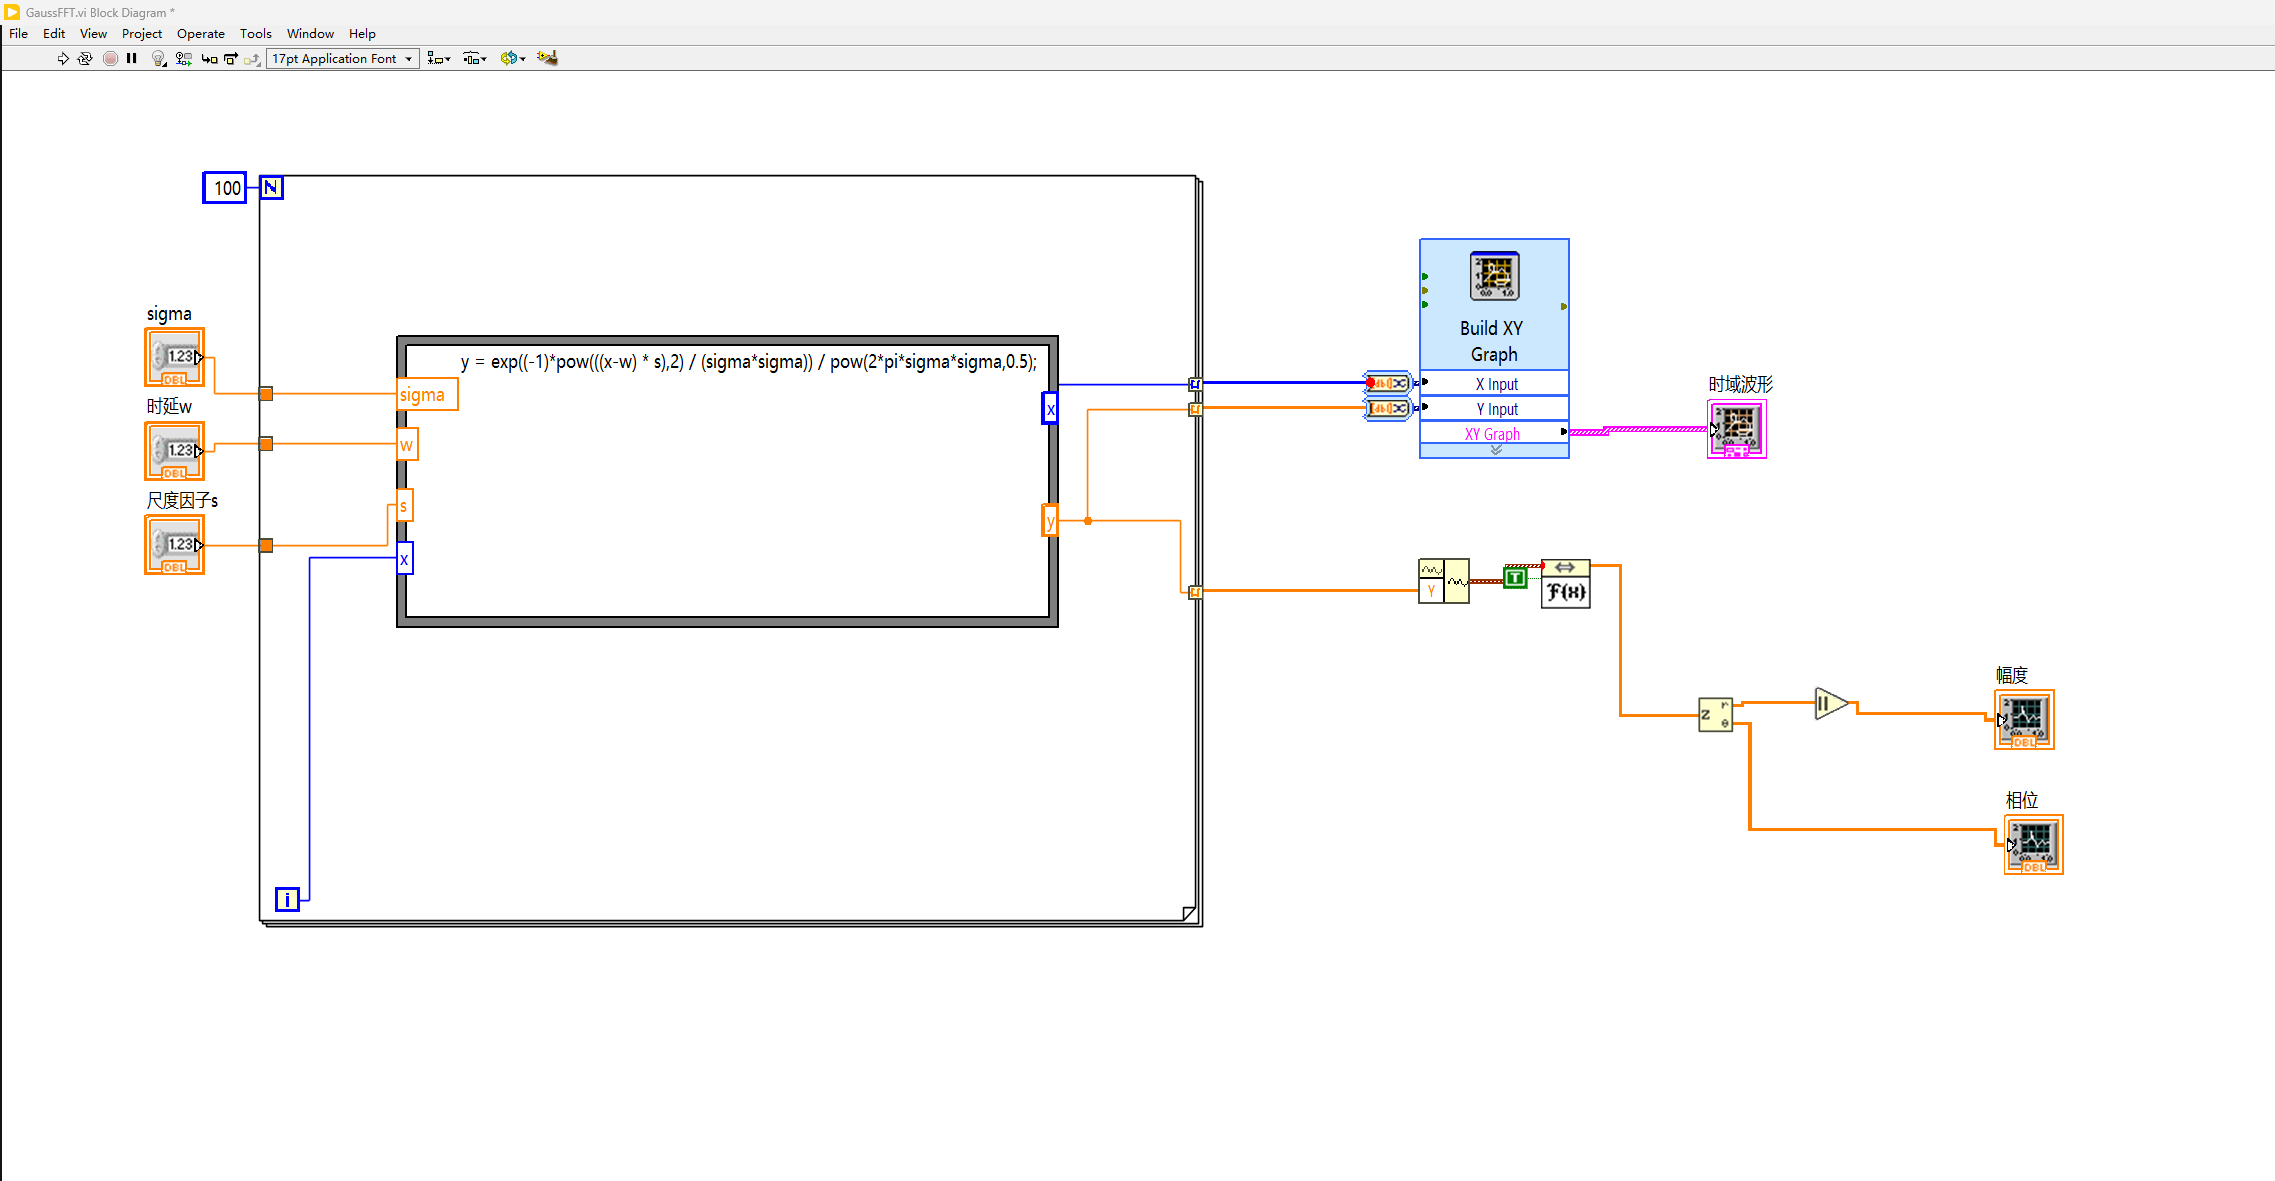 GaussFFT.vi Block Diagram *
File Edit View Project Operate Tools Window Help
17pt Application Font
100
N
sigma
1.23
DBL
时延w
1.23
DBL
尺度因子s
1.23
DBL
y = exp((-1)*pow(((x-w) * s),2) / (sigma*sigma)) / pow(2*pi*sigma*sigma,0.5);
sigma
w
s
x
x
y
i
Build XY
Graph
X Input
Y Input
XY Graph
时域波形
Y
T
F(x)
z
r
θ
幅度
DBL
相位
DBL